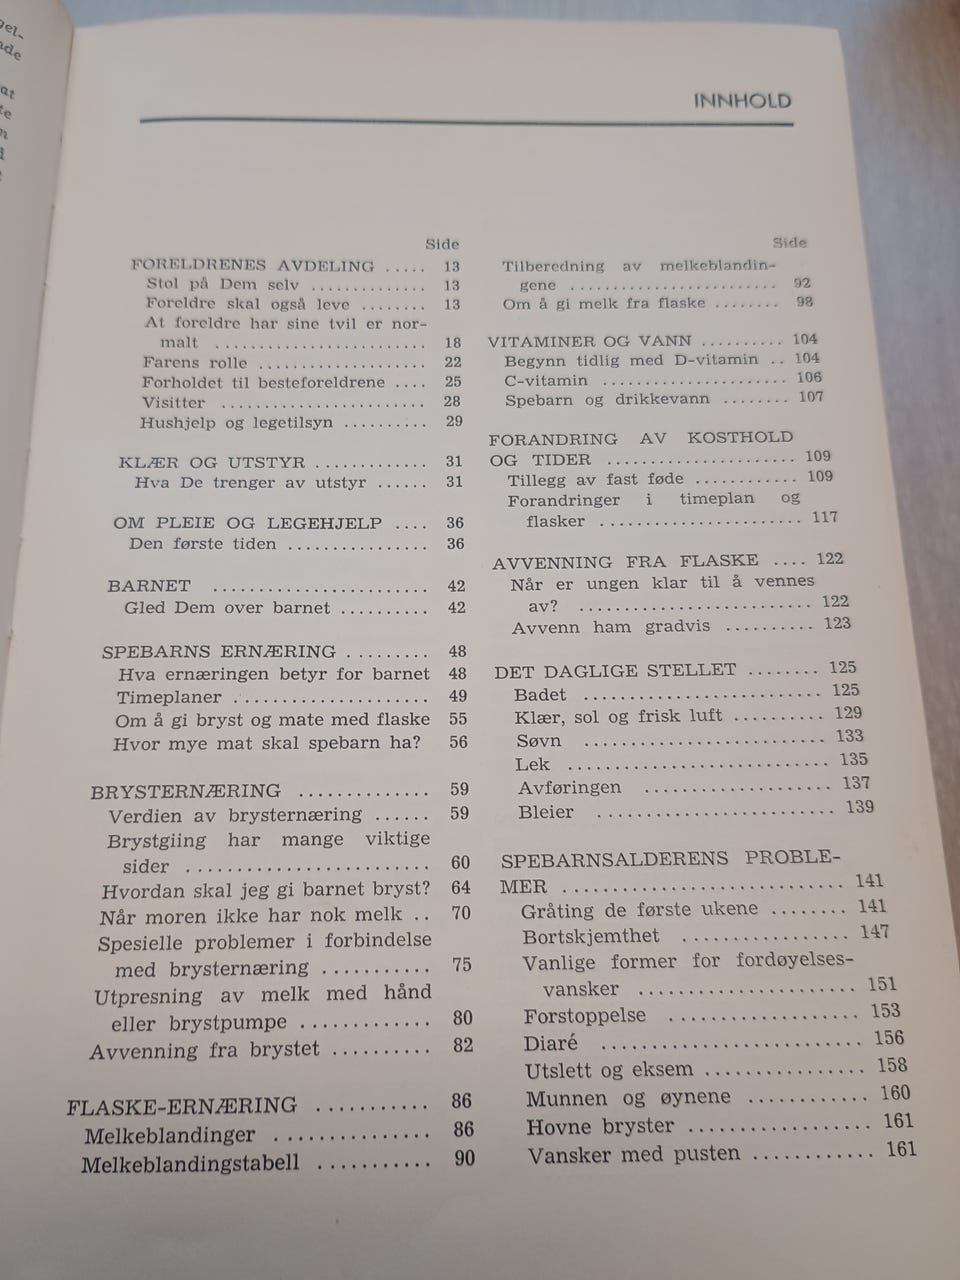 gel-
nde
at
te
n
INNHOLD
Side
FORELDRENES AVDELING ..... 13
Stol på Dem selv .............. 13
Foreldre skal også leve ........ 13
At foreldre har sine tvil er nor-
malt ........................ 18
Farens rolle .................. 22
Forholdet til besteforeldrene .... 25
Visitter ....................... 28
Hushjelp og legetilsyn .......... 29
KLÆR OG UTSTYR ............. 31
Hva De trenger av utstyr ...... 31
OM PLEIE OG LEGEHJELP .... 36
Den første tiden ................ 36
BARNET ........................ 42
Gled Dem over barnet .......... 42
SPEBARNS ERNÆRING ......... 48
Hva ernæringen betyr for barnet 48
Timeplaner ..................... 49
Om å gi bryst og mate med flaske 55
Hvor mye mat skal spebarn ha? 56
BRYSTERNÆRING .............. 59
Verdien av brysternæring ...... 59
Brystgiing har mange viktige
sider ......................... 60
Hvordan skal jeg gi barnet bryst? 64
Når moren ikke har nok melk .. 70
Spesielle problemer i forbindelse
med brysternæring ........... 75
Utpresning av melk med hånd
eller brystpumpe ............. 80
Avvenning fra brystet .......... 82
FLASKE-ERNÆRING ........... 86
Melkeblandinger ............... 86
Melkeblandingstabell ........... 90
Side
Tilberedning av melkeblandin-
gene ........................ 92
Om å gi melk fra flaske ........ 98
VITAMINER OG VANN .......... 104
Begynn tidlig med D-vitamin .. 104
C-vitamin ..................... 106
Spebarn og drikkevann ........ 107
FORANDRING AV KOSTHOLD
OG TIDER ...................... 109
Tillegg av fast føde ............ 109
Forandringer i timeplan og
flasker ....................... 117
AVVENNING FRA FLASKE .... 122
Når er ungen klar til å vennes
av? .......................... 122
Avvenn ham gradvis .......... 123
DET DAGLIGE STELLET ........ 125
Badet ........................... 125
Klær, sol og frisk luft .......... 129
Søvn .......................... 133
Lek ............................. 135
Avføringen ..................... 137
Bleier .......................... 139
SPEBARNSALDERENS PROBLE-
MER ............................ 141
Gråting de første ukene ........ 141
Bortskjemthet ................. 147
Vanlige former for fordøyelses-
vansker ...................... 151
Forstoppelse ................... 153
Diaré .......................... 156
Utslett og eksem ................ 158
Munnen og øynene ............ 160
Hovne bryster .................. 161
Vansker med pusten ............ 161